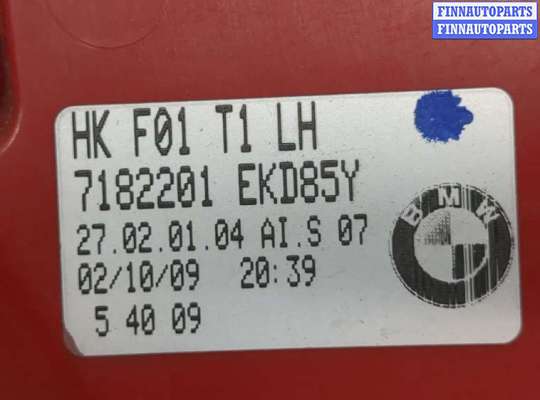 FINNAUTOPARTS
FINNAUTOPARTS
HK F01 T1 LH
7182201 EKD85Y
27.02.01.04 AI.S 07
02/10/09 20:39
5 40 09
BMW